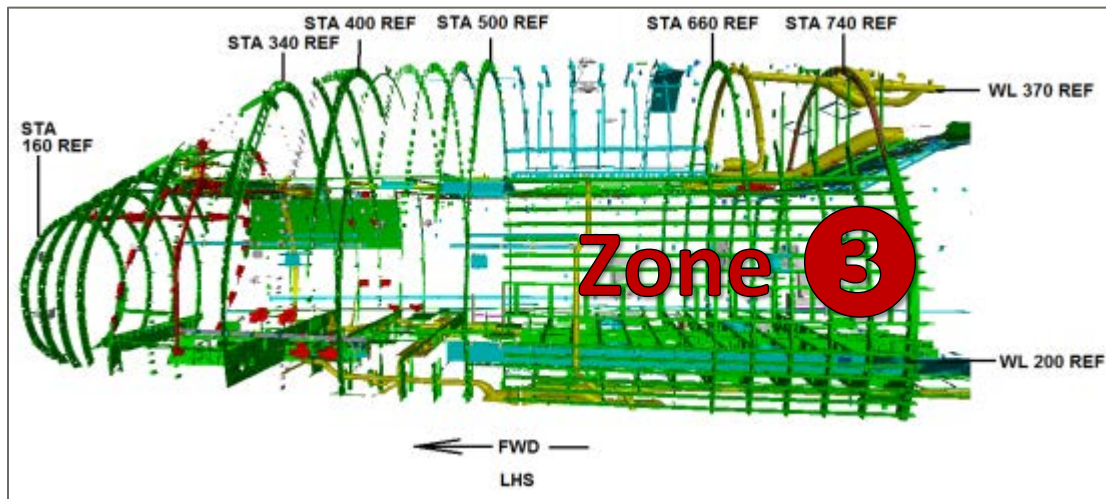 STA 340 REF
STA 400 REF
STA 500 REF
STA 660 REF
STA 740 REF
WL 370 REF
STA
160 REF
Zone 3
WL 200 REF
FWD
LHS